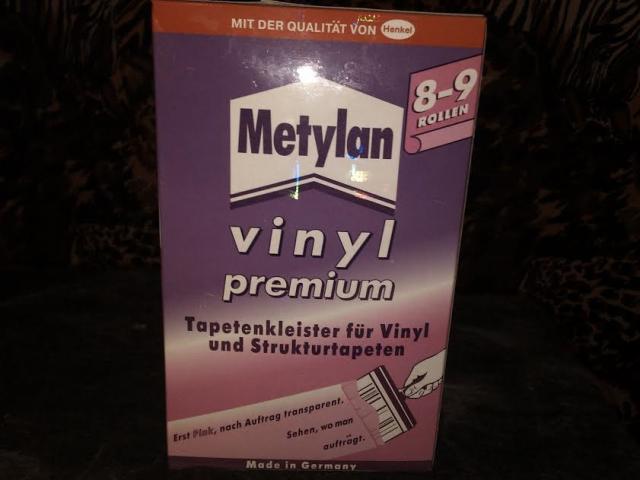 MIT DER QUALITÄT VON Henkel
8-9
ROLLEN
Metylan
vinyl
premium
Tapetenkleister für Vinyl
und Strukturtapeten
Erst Pink, nach Auftrag transparent.
Sehen, wo man
aufträgt.
Made in Germany